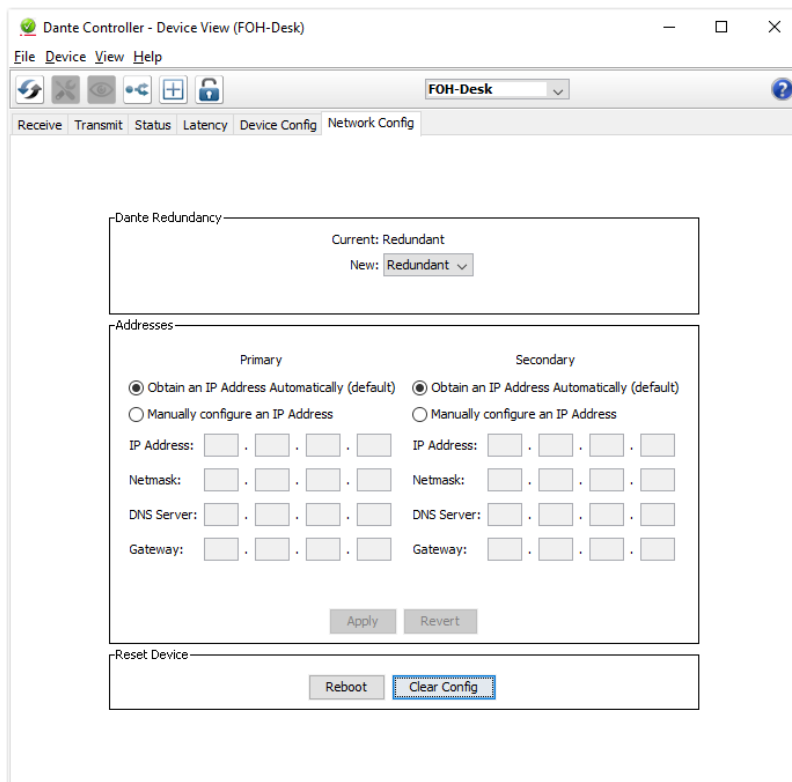 Dante Controller - Device View (FOH-Desk)
File Device View Help
FOH-Desk
Receive Transmit Status Latency Device Config Network Config
Dante Redundancy
Current: Redundant
New: Redundant
Addresses
Primary Secondary
Obtain an IP Address Automatically (default) Obtain an IP Address Automatically (default)
Manually configure an IP Address Manually configure an IP Address
IP Address: . . . IP Address: . . .
Netmask: . . . Netmask: . . .
DNS Server: . . . DNS Server: . . .
Gateway: . . . Gateway: . . .
Apply Revert
Reset Device
Reboot Clear Config